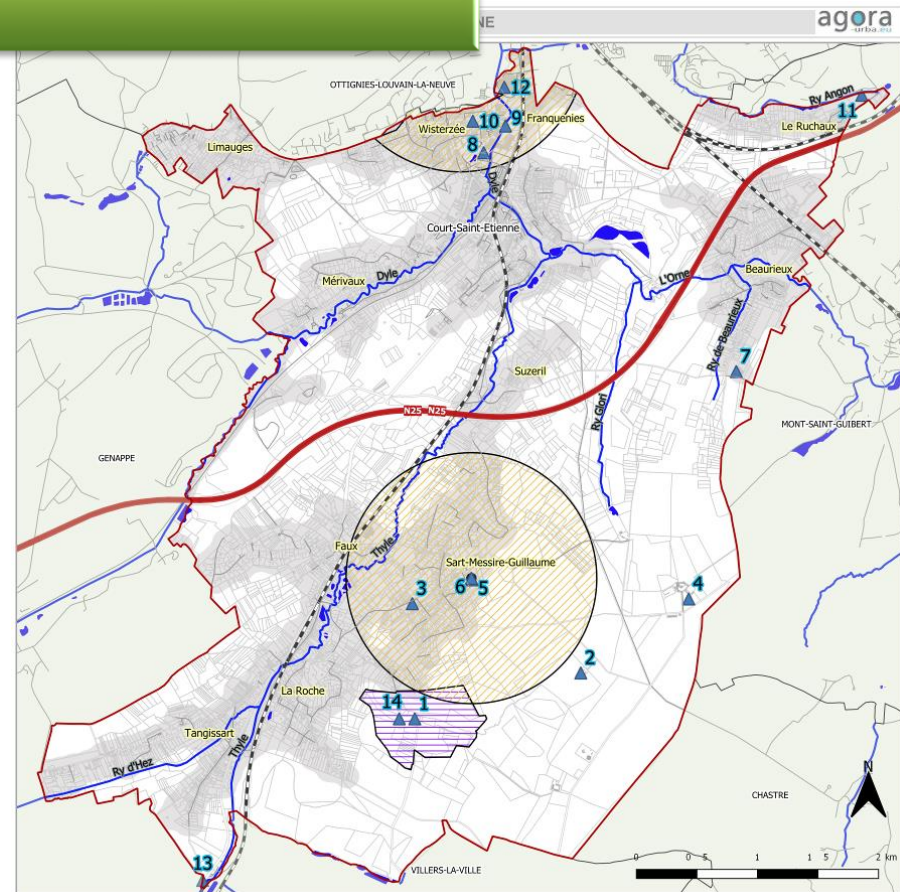 NE
agora
-urba.eu
OTTIGNIES-LOUVAIN-LA-NEUVE
12
Ry Angon
11
10
9
Franquenies
Wisterzée
Le Ruchaux
8
Limauges
Dyle
Court-Saint-Etienne
Mérivaux
Dyle
L'Orne
Beaurieux
Ry de Beaurieux
7
Suzeril
N25
N25
Ry Glori
MONT-SAINT-GUIBERT
GENAPPE
Faux
Thyle
Sart-Messire-Guillaume
6
5
3
4
2
La Roche
14
1
Tangissart
Thyle
Ry d'Hez
N
CHASTRE
13
VILLERS-LA-VILLE
0
0 5
1
1 5
2 km